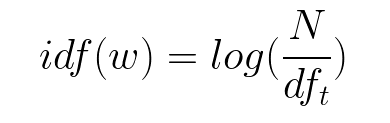 idf(w) = log(N/df_t)